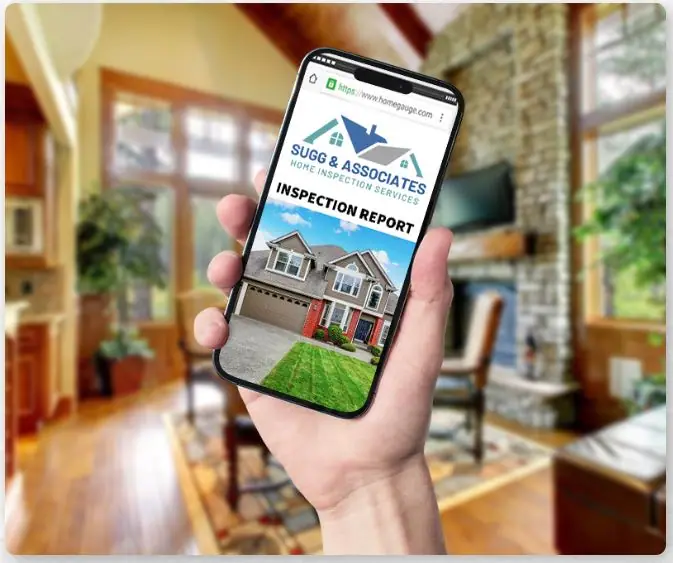 https://www.homegauge.com
SUGG & ASSOCIATES
HOME INSPECTION SERVICES
INSPECTION REPORT